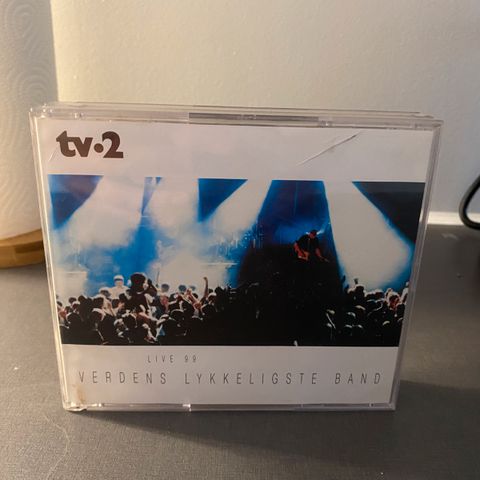 tv·2
LIVE 99
VERDENS LYKKELIGSTE BAND